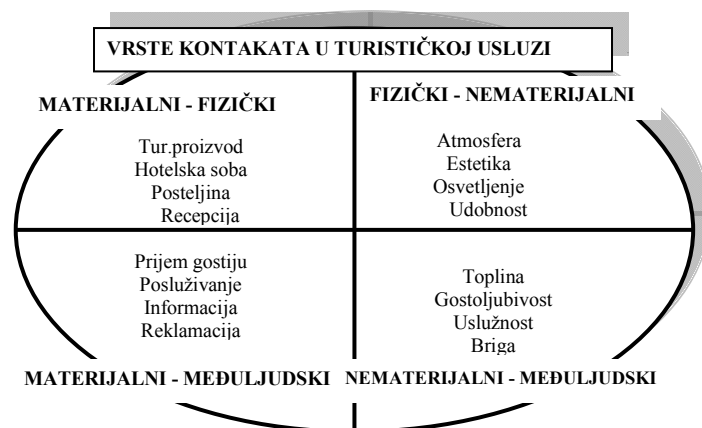 VRSTE KONTAKATA U TURISTIČKOJ USLUZI
MATERIJALNI - FIZIČKI
Tur.proizvod
Hotelska soba
Posteljina
Recepcija
FIZIČKI - NEMATERIJALNI
Atmosfera
Estetika
Osvetljenje
Udobnost
Prijem gostiju
Posluživanje
Informacija
Reklamacija
MATERIJALNI - MEĐULJUDSKI
Toplina
Gostoljubivost
Uslužnost
Briga
NEMATERIJALNI - MEĐULJUDSKI